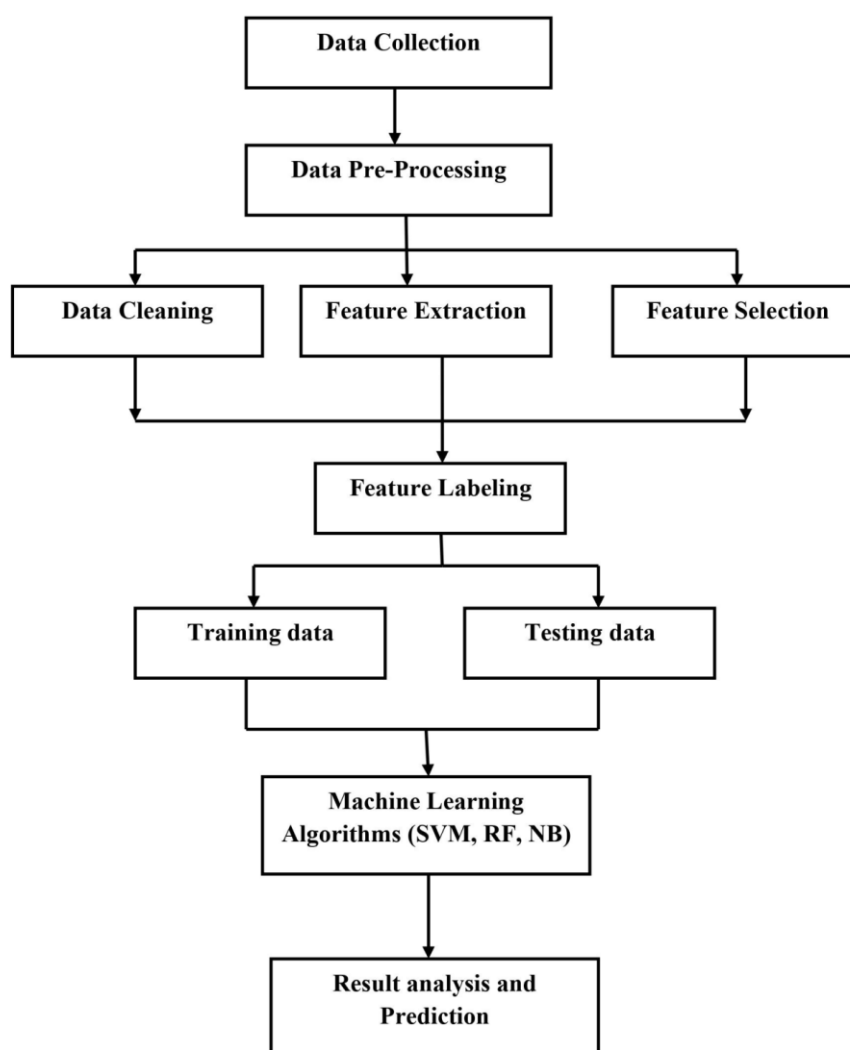 Data Collection
Data Pre-Processing
Data Cleaning
Feature Extraction
Feature Selection
Feature Labeling
Training data
Testing data
Machine Learning
Algorithms (SVM, RF, NB)
Result analysis and
Prediction